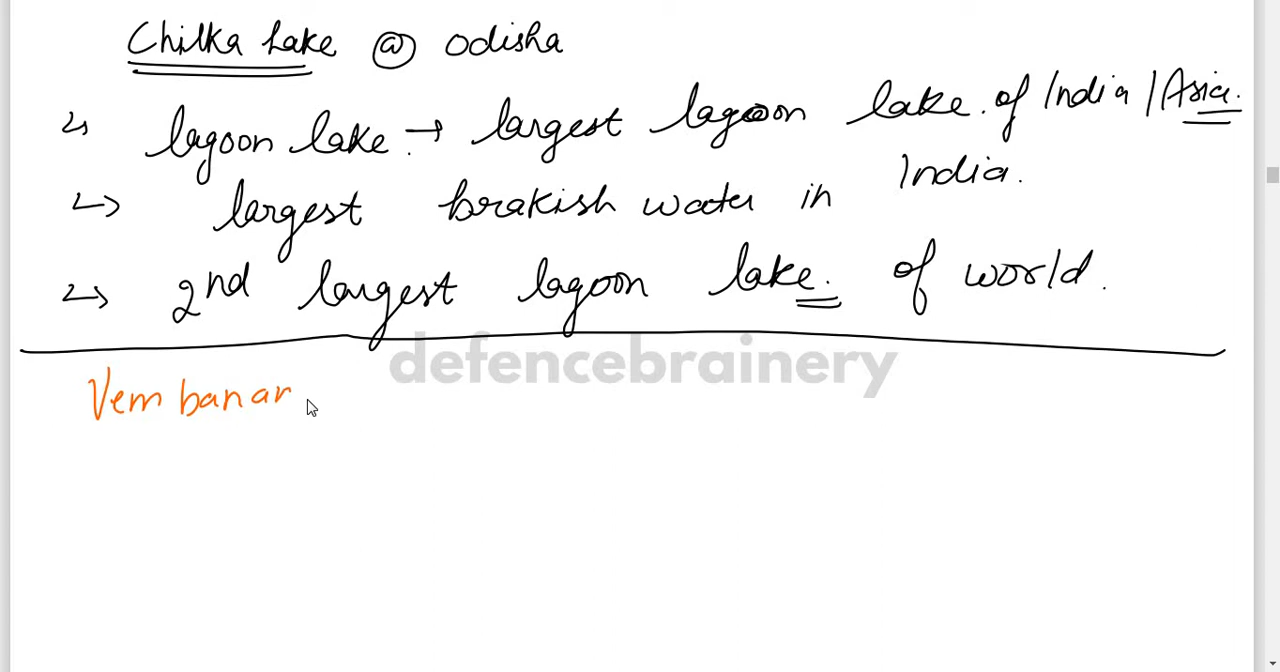 Chilka Lake @ odisha
↳ lagoon lake. → largest lagoon lake. of India / Asia.
↳ largest brakish water in India.
↳ 2nd largest lagoon lake. of world.
defencebrainery
Vembanar